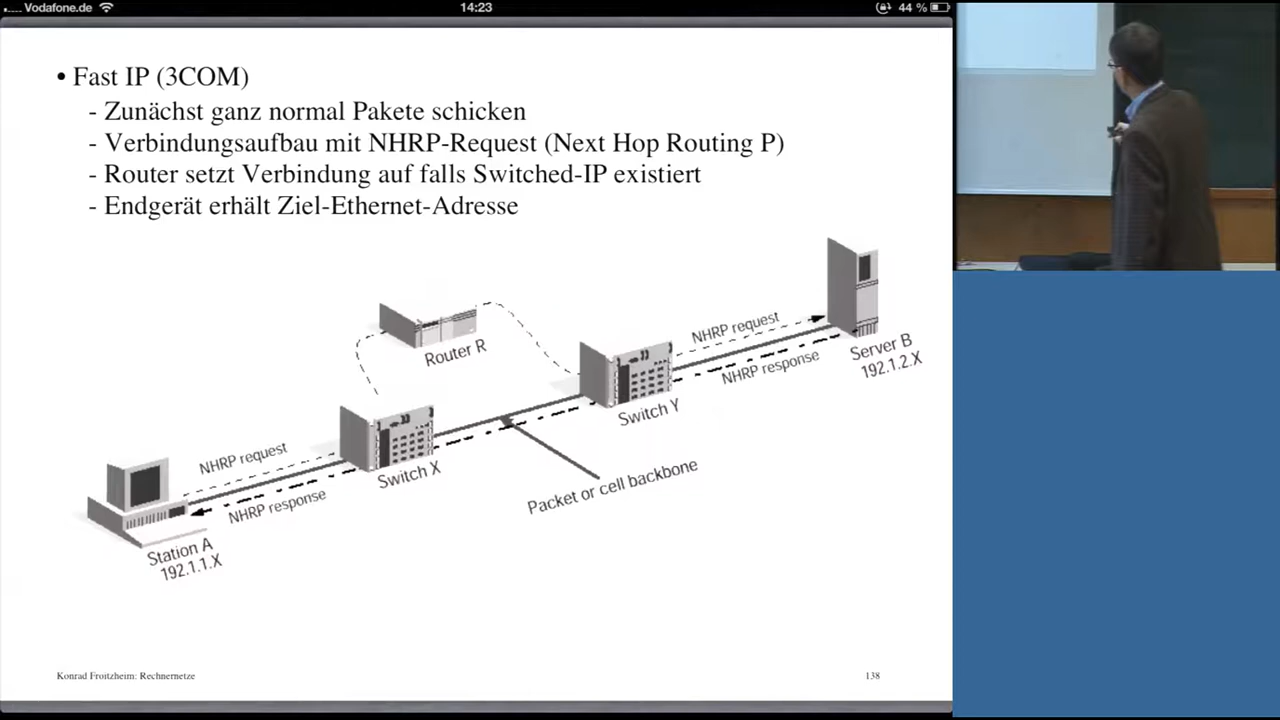 Vodafone.de
14:23
44 %
• Fast IP (3COM)
- Zunächst ganz normal Pakete schicken
- Verbindungsaufbau mit NHRP-Request (Next Hop Routing P)
- Router setzt Verbindung auf falls Switched-IP existiert
- Endgerät erhält Ziel-Ethernet-Adresse
Router R
NHRP request
Server B
192.1.2.X
NHRP response
Switch Y
NHRP request
Switch X
Packet or cell backbone
NHRP response
Station A
192.1.1.X
Konrad Froitzheim: Rechnernetze
138